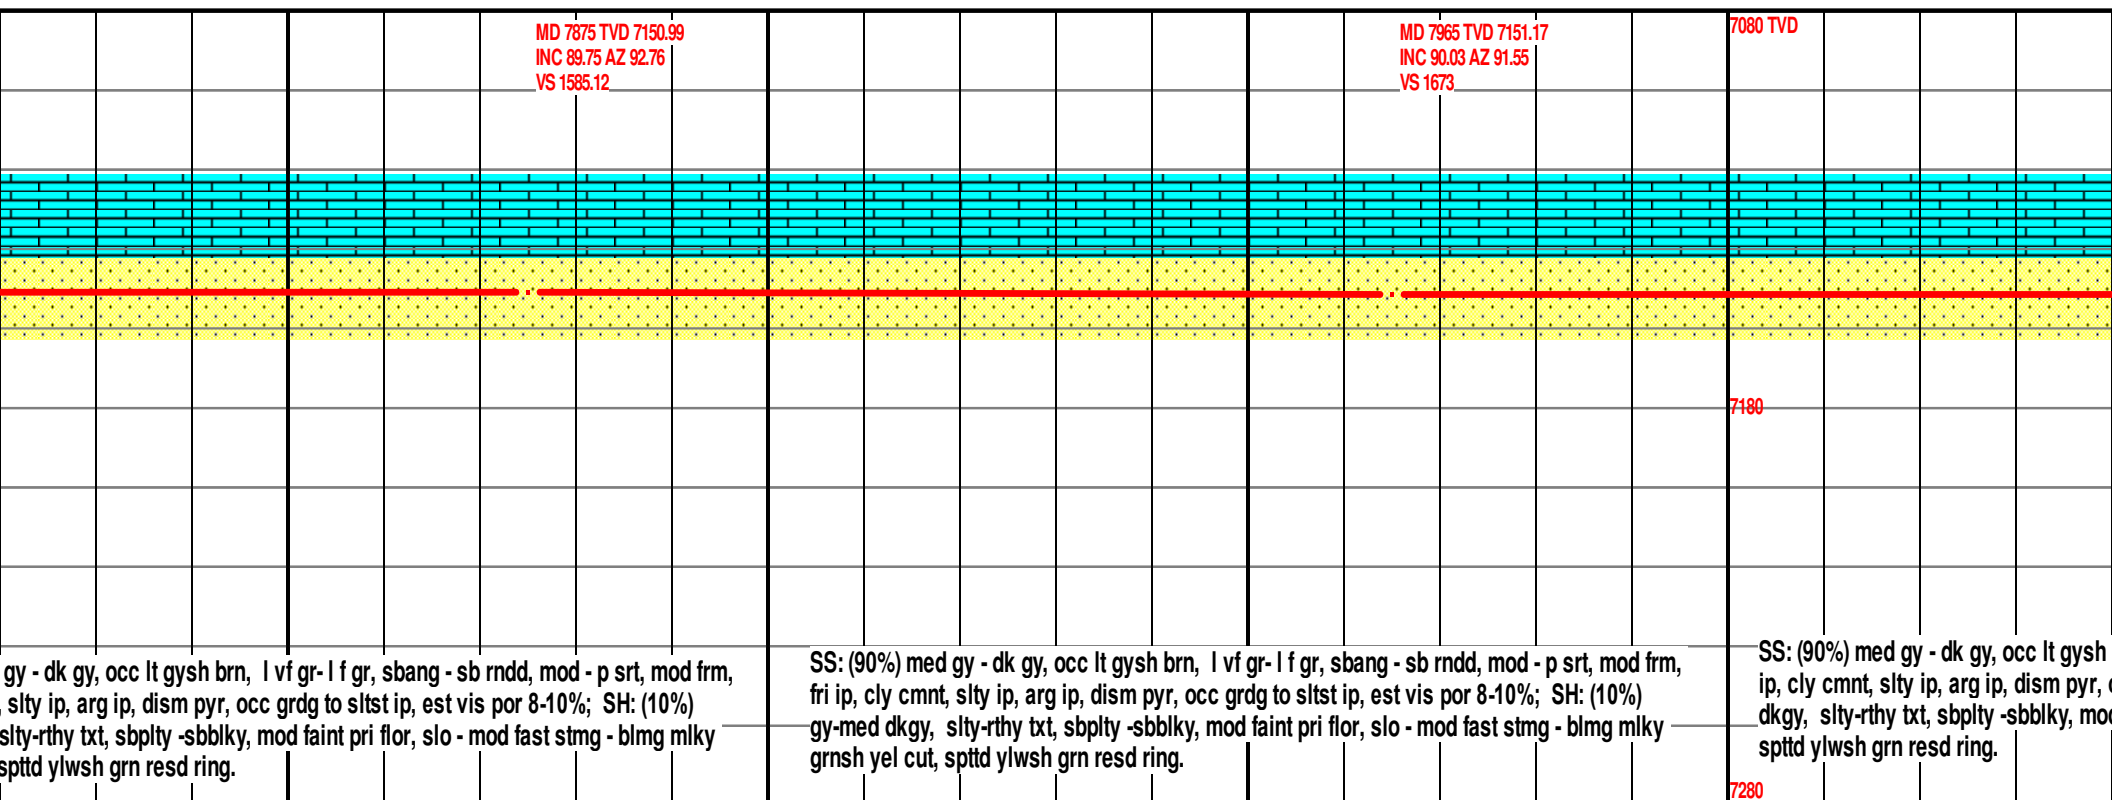 MD 7875 TVD 7150.99
INC 89.75 AZ 92.76
VS 1585.12
MD 7965 TVD 7151.17
INC 90.03 AZ 91.55
VS 1673
7080 TVD
7180
gy - dk gy, occ lt gysh brn, l vf gr- l f gr, sbang - sb rndd, mod - p srt, mod frm,
, slty ip, arg ip, dism pyr, occ grdg to sltst ip, est vis por 8-10%; SH: (10%)
slty-rthy txt, sbplty -sbblky, mod faint pri flor, slo - mod fast stmg - blmg mlky
spttd ylwsh grn resd ring.
SS: (90%) med gy - dk gy, occ lt gysh brn, l vf gr- l f gr, sbang - sb rndd, mod - p srt, mod frm,
fri ip, cly cmnt, slty ip, arg ip, dism pyr, occ grdg to sltst ip, est vis por 8-10%; SH: (10%)
gy-med dkgy, slty-rthy txt, sbplty -sbblky, mod faint pri flor, slo - mod fast stmg - blmg mlky
grnsh yel cut, spttd ylwsh grn resd ring.
SS: (90%) med gy - dk gy, occ lt gysh
ip, cly cmnt, slty ip, arg ip, dism pyr,
dkgy, slty-rthy txt, sbplty -sbblky, mod
spttd ylwsh grn resd ring.
7280